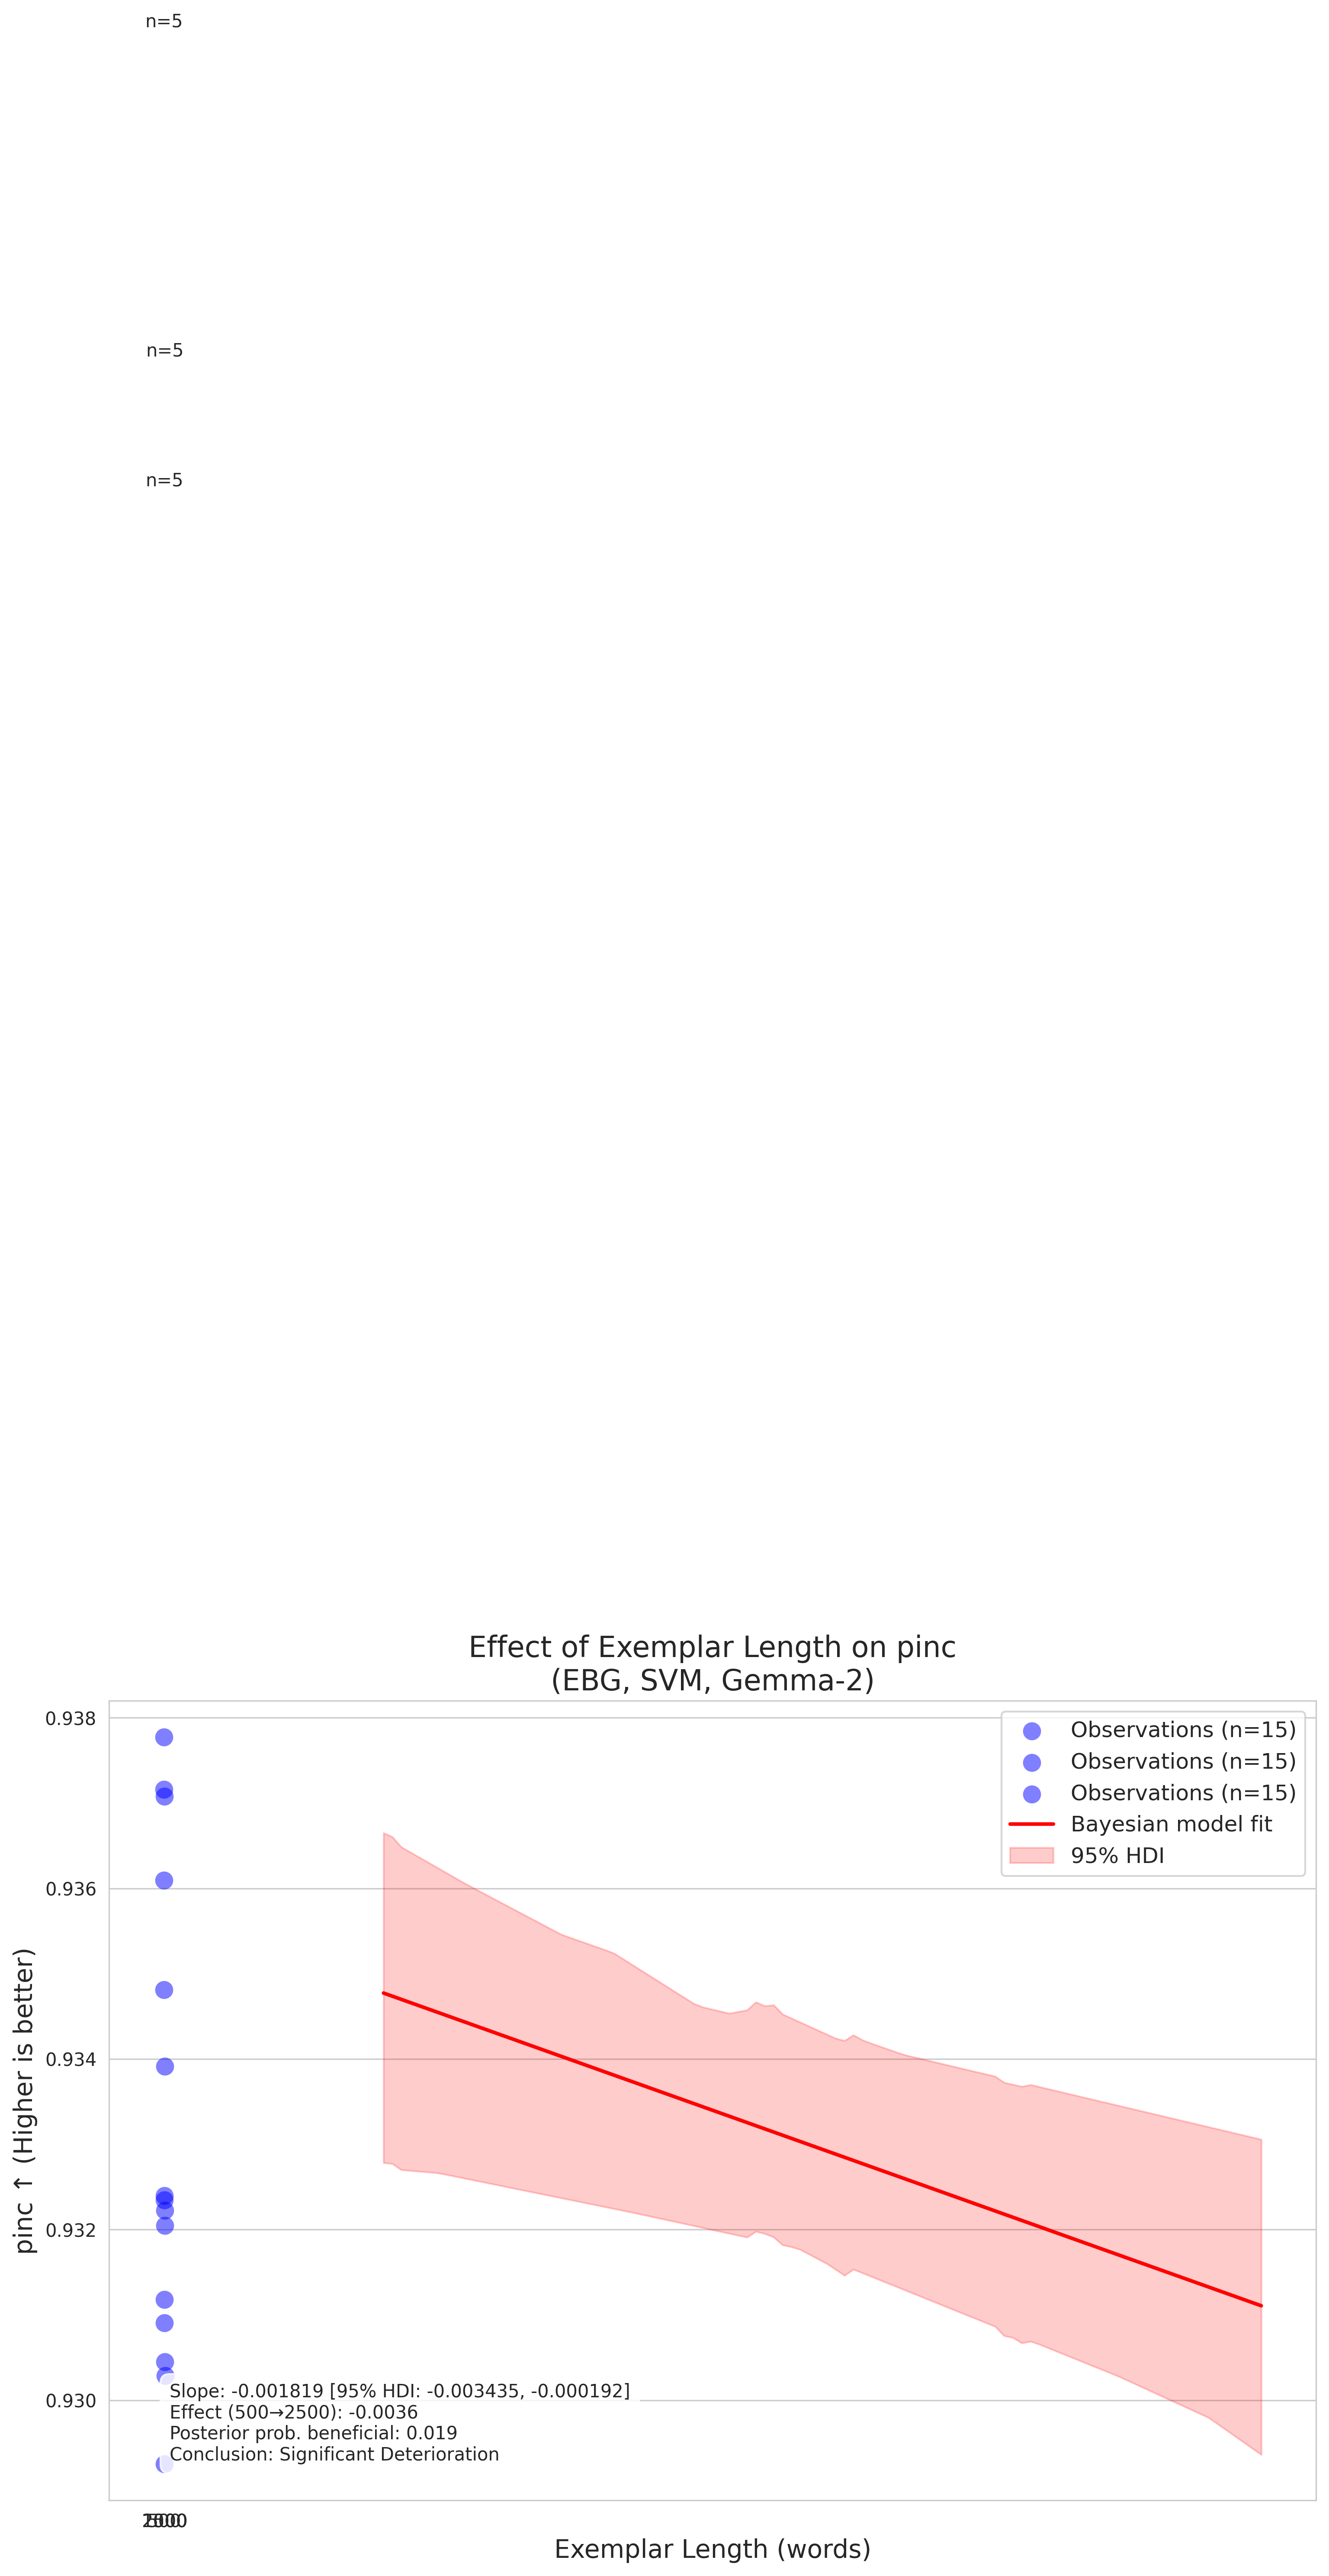 n=5
n=5
n=5
Effect of Exemplar Length on pinc
(EBG, SVM, Gemma-2)
0.938
0.936
0.934
0.932
0.930
pinc ↑ (Higher is better)
Observations (n=15)
Observations (n=15)
Observations (n=15)
Bayesian model fit
95% HDI
Slope: -0.001819 [95% HDI: -0.003435, -0.000192]
Effect (500→2500): -0.0036
Posterior prob. beneficial: 0.019
Conclusion: Significant Deterioration
Exemplar Length (words)